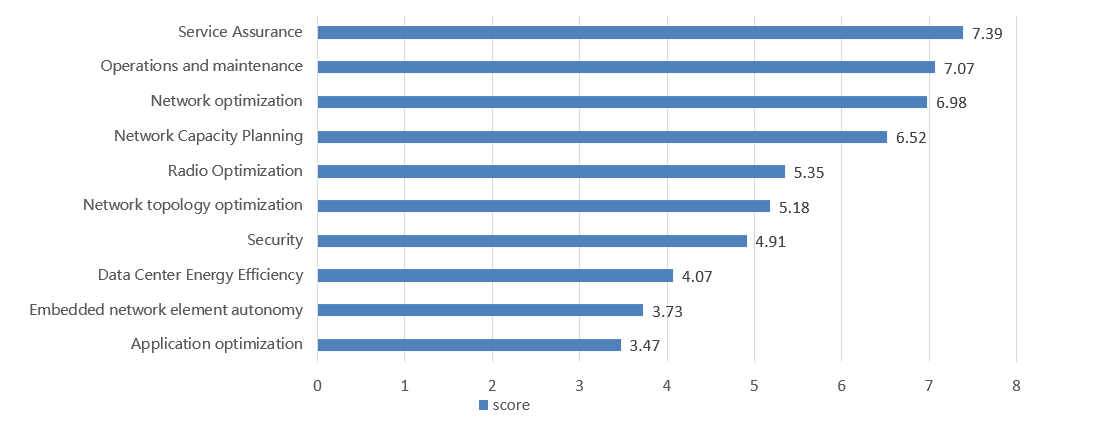 Service Assurance 7.39
Operations and maintenance 7.07
Network optimization 6.98
Network Capacity Planning 6.52
Radio Optimization 5.35
Network topology optimization 5.18
Security 4.91
Data Center Energy Efficiency 4.07
Embedded network element autonomy 3.73
Application optimization 3.47
0 1 2 3 4 5 6 7 8
score